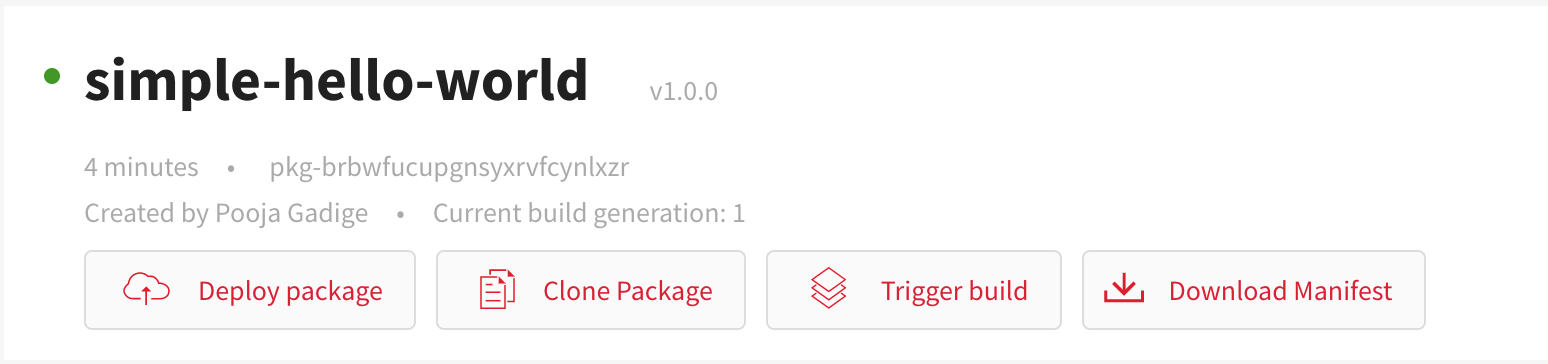 simple-hello-world v1.0.0
4 minutes • pkg-brbwfucupgnsyxrvfcynlxzr
Created by Pooja Gadige • Current build generation: 1
Deploy package Clone Package Trigger build Download Manifest